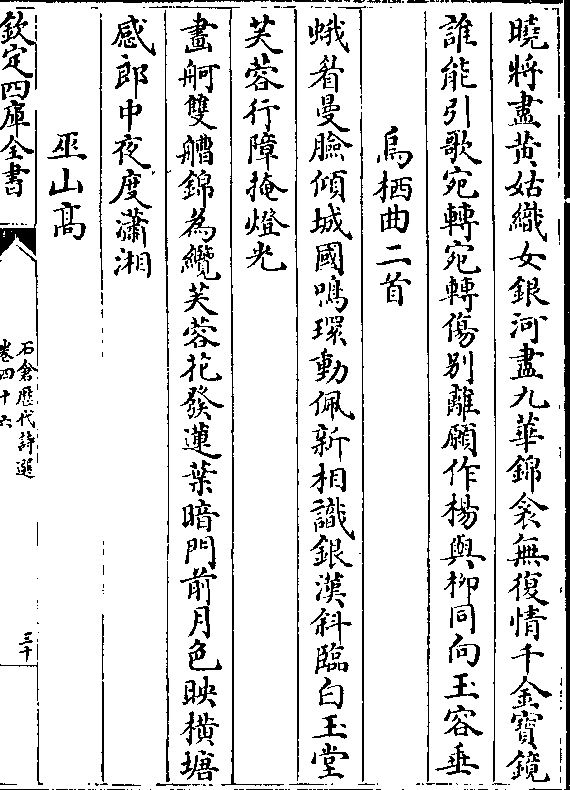 曉將盡黃姑織女銀河盡九華錦衾無復情千金寶鏡
誰能引歌宛轉宛轉傷别離願作楊與柳同向玉容垂
烏栖曲二首
蛾眉曼臉傾城國鳴環動佩新相識銀漢斜臨白玉堂
芙蓉行障掩燈光
畫舸雙艚錦為纜芙蓉花發蓮葉暗門前月色映橫塘
感郎中夜度瀟湘
巫山高
欽定四庫全書
石倉歷代詩選
卷四十六
三十